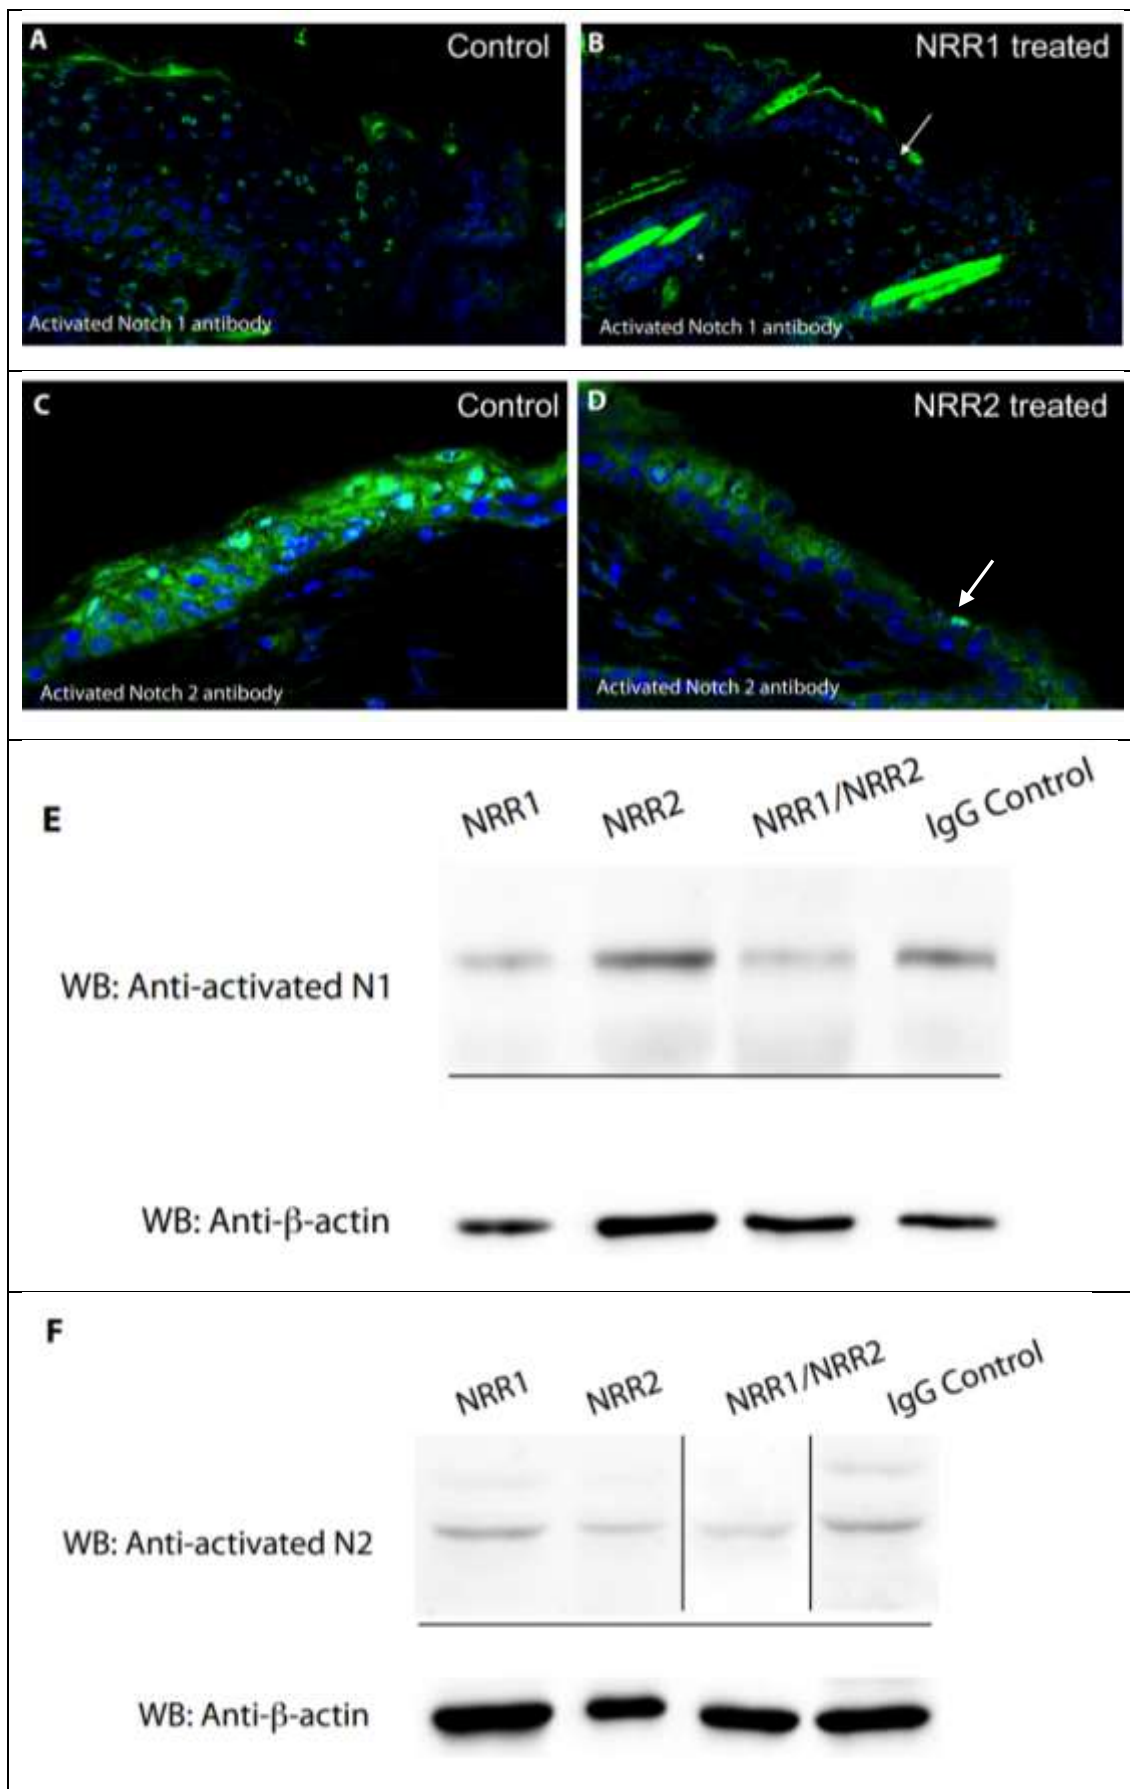 A
Control
B
NRR1 treated
Activated Notch 1 antibody
Activated Notch 1 antibody
C
Control
D
NRR2 treated
Activated Notch 2 antibody
Activated Notch 2 antibody
E
NRR1
NRR2
NRR1/NRR2
IgG Control
WB: Anti-activated N1
WB: Anti-β-actin
F
NRR1
NRR2
NRR1/NRR2
IgG Control
WB: Anti-activated N2
WB: Anti-β-actin